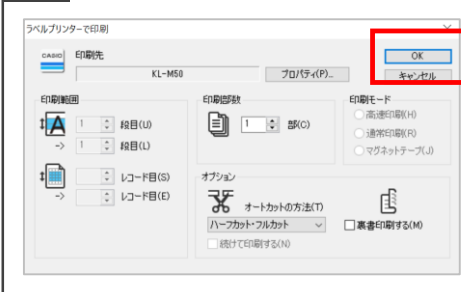 ラベルプリンターで印刷
CASIO 印刷先
KL-M50 プロパティ(P)... OK
キャンセル
印刷範囲 印刷部数 印刷モード
1 段目(U) 1 部(C) 高速印刷(H)
-> 1 段目(L) 通常印刷(R)
マグネットテープ(J)
レコード目(S) オプション
-> レコード目(E) オートカットの方法(T)
ハーフカット・フルカット 裏書印刷する(M)
続けて印刷する(N)